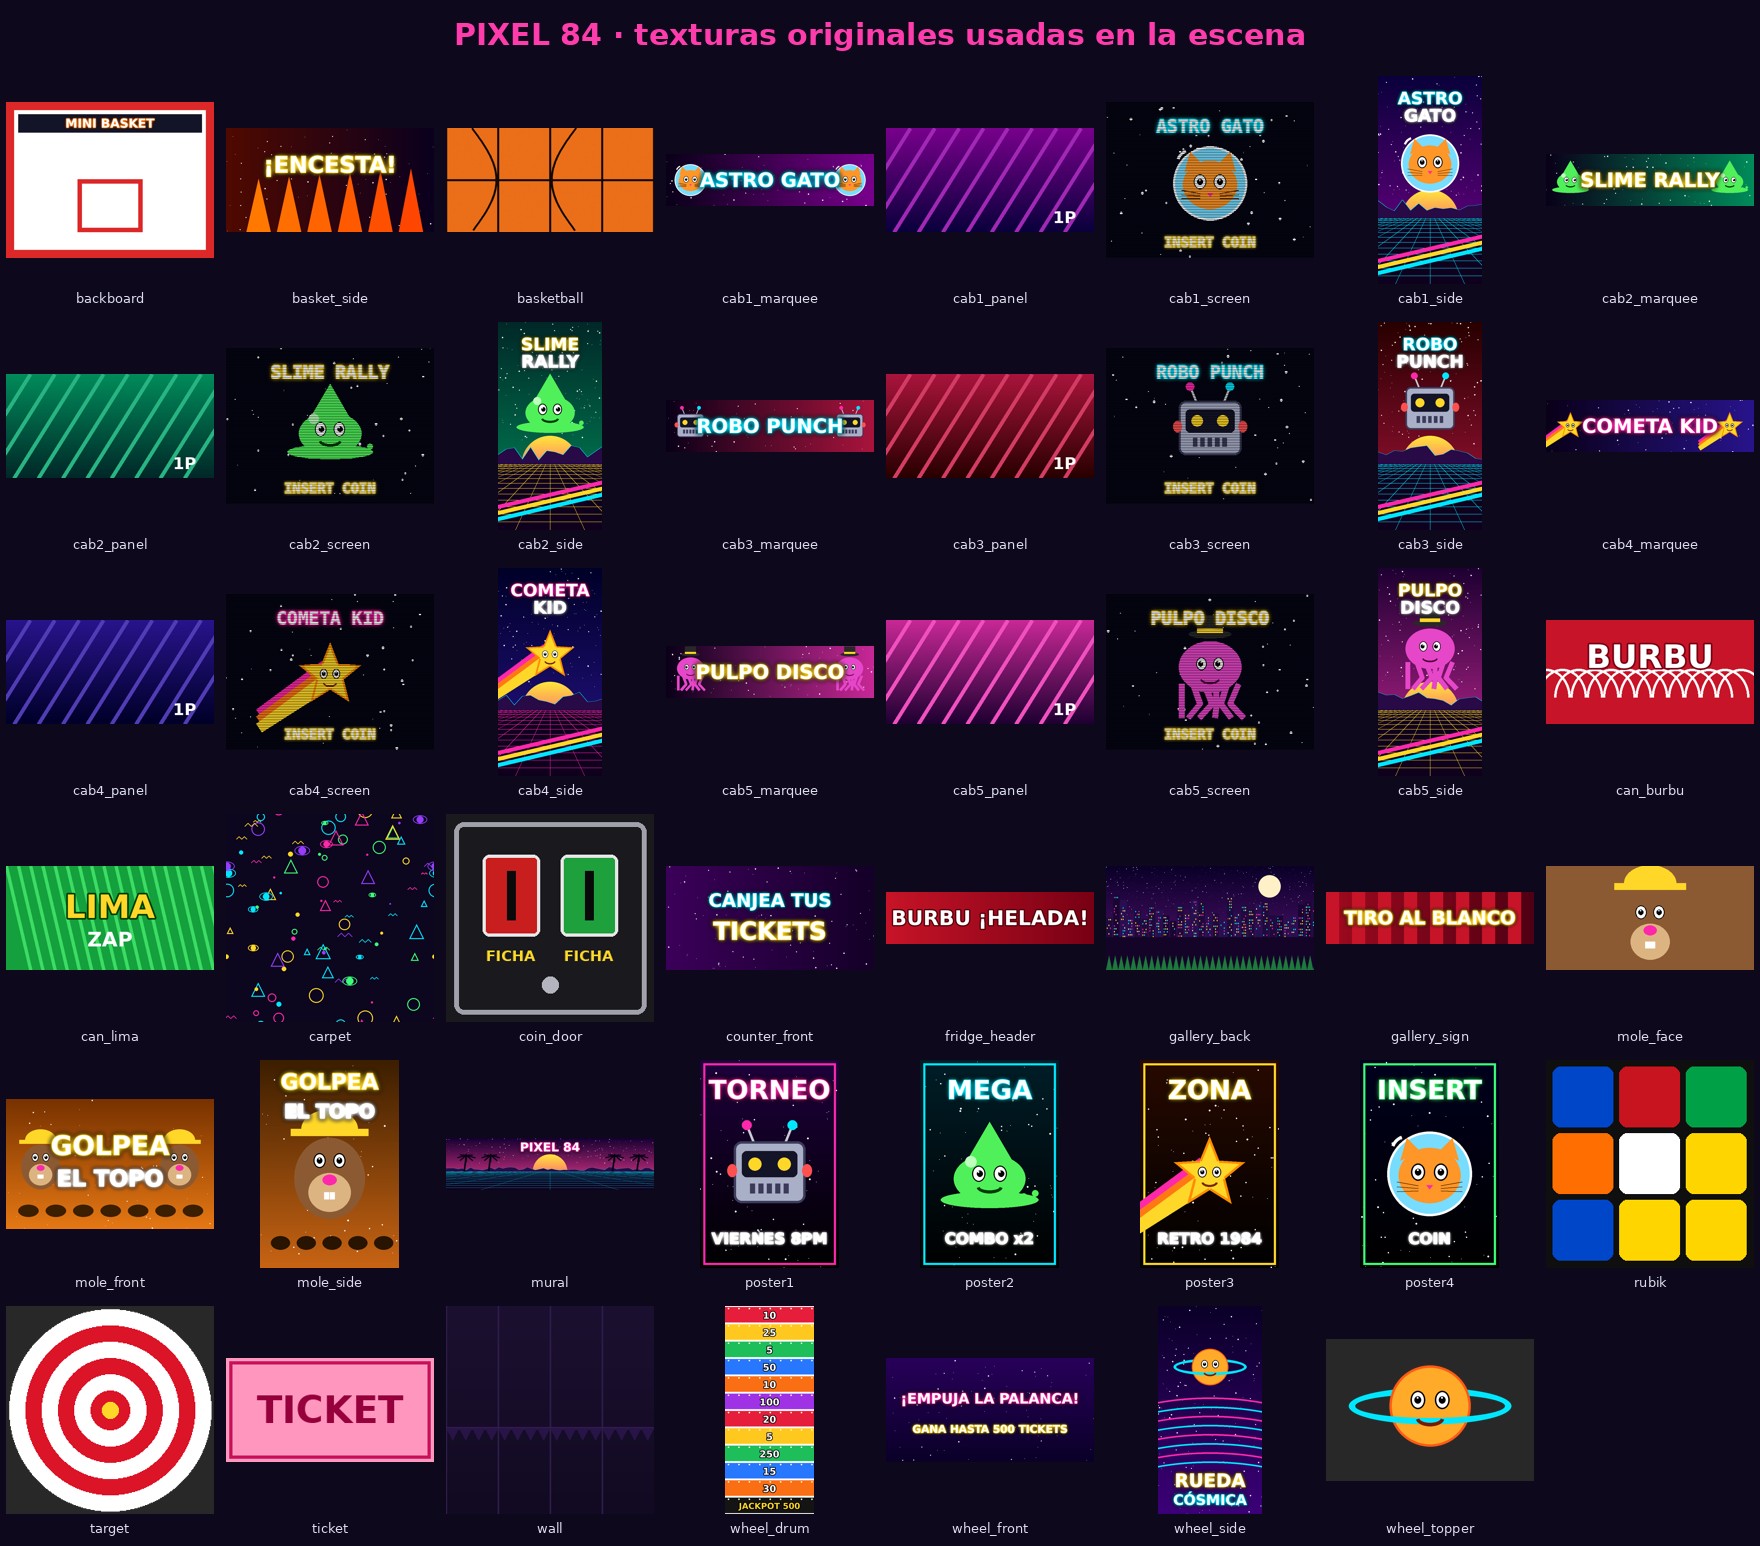 PIXEL 84 · texturas originales usadas en la escena
MINI BASKET
¡ENCESTA!
ASTRO GATO
1P
ASTRO GATO
INSERT COIN
ASTRO
GATO
SLIME RALLY
backboard
basket_side
basketball
cab1_marquee
cab1_panel
cab1_screen
cab1_side
cab2_marquee
1P
SLIME RALLY
INSERT COIN
SLIME
RALLY
ROBO PUNCH
1P
ROBO PUNCH
INSERT COIN
ROBO
PUNCH
COMETA KID
cab2_panel
cab2_screen
cab2_side
cab3_marquee
cab3_panel
cab3_screen
cab3_side
cab4_marquee
1P
COMETA KID
INSERT COIN
COMETA
KID
PULPO DISCO
1P
PULPO DISCO
INSERT COIN
PULPO
DISCO
BURBU
cab4_panel
cab4_screen
cab4_side
cab5_marquee
cab5_panel
cab5_screen
cab5_side
can_burbu
LIMA
ZAP
FICHA
FICHA
CANJEA TUS
TICKETS
BURBU ¡HELADA!
TIRO AL BLANCO
can_lima
carpet
coin_door
counter_front
fridge_header
gallery_back
gallery_sign
mole_face
GOLPEA
EL TOPO
GOLPEA
EL TOPO
PIXEL 84
TORNEO
VIERNES 8PM
MEGA
COMBO x2
ZONA
RETRO 1984
INSERT
COIN
mole_front
mole_side
mural
poster1
poster2
poster3
poster4
rubik
TICKET
10
25
5
50
10
100
20
5
250
15
30
JACKPOT 500
¡EMPUJA LA PALANCA!
GANA HASTA 500 TICKETS
RUEDA
CÓSMICA
target
ticket
wall
wheel_drum
wheel_front
wheel_side
wheel_topper